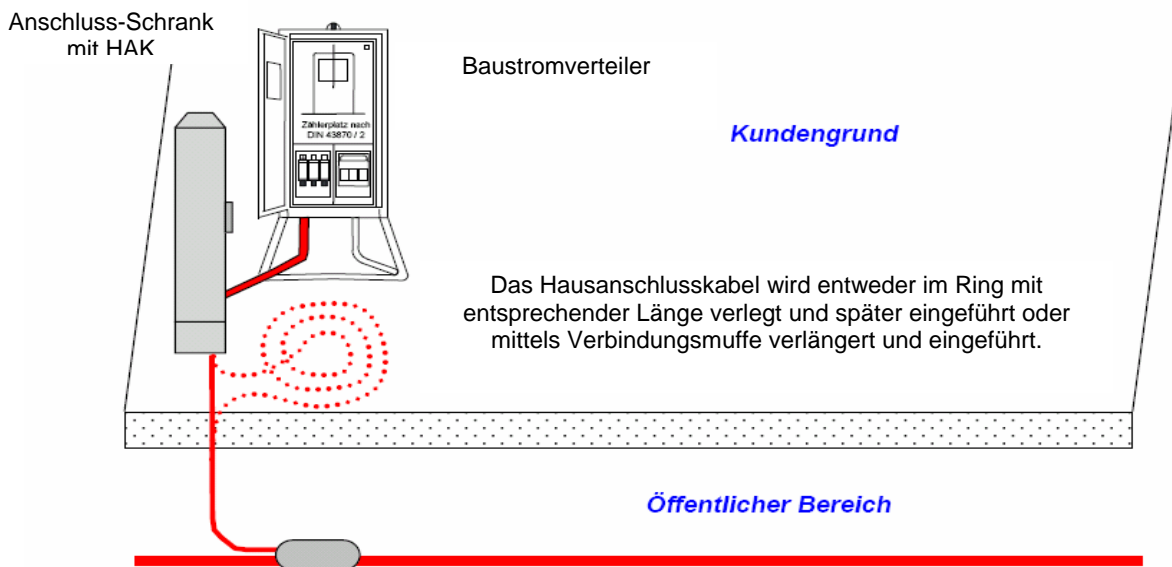 Anschluss-Schrank
mit HAK
Baustromverteiler
Zählerplatz nach
DIN 43870 / 2
Kundengrund
Das Hausanschlusskabel wird entweder im Ring mit
entsprechender Länge verlegt und später eingeführt oder
mittels Verbindungsmuffe verlängert und eingeführt.
Öffentlicher Bereich